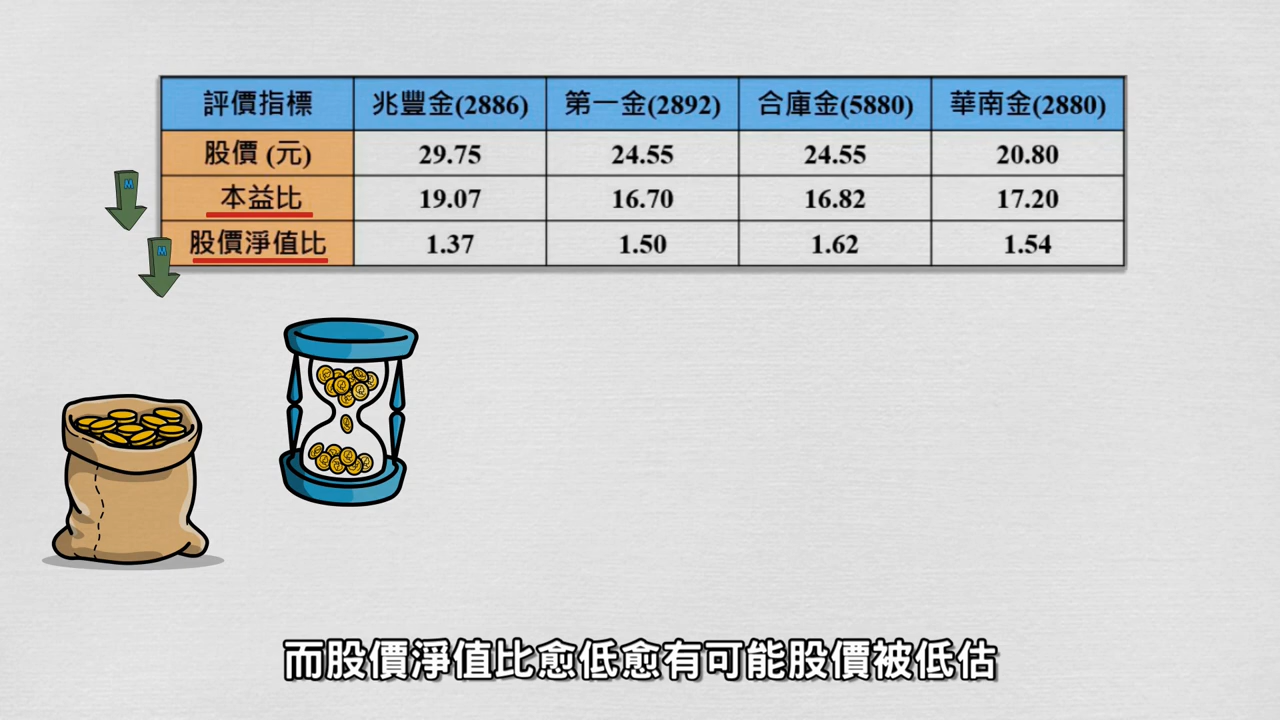 評價指標 兆豐金(2886) 第一金(2892) 合庫金(5880) 華南金(2880)
股價 (元) 29.75 24.55 24.55 20.80
本益比 19.07 16.70 16.82 17.20
股價淨值比 1.37 1.50 1.62 1.54
M
M
而股價淨值比愈低愈有可能股價被低估